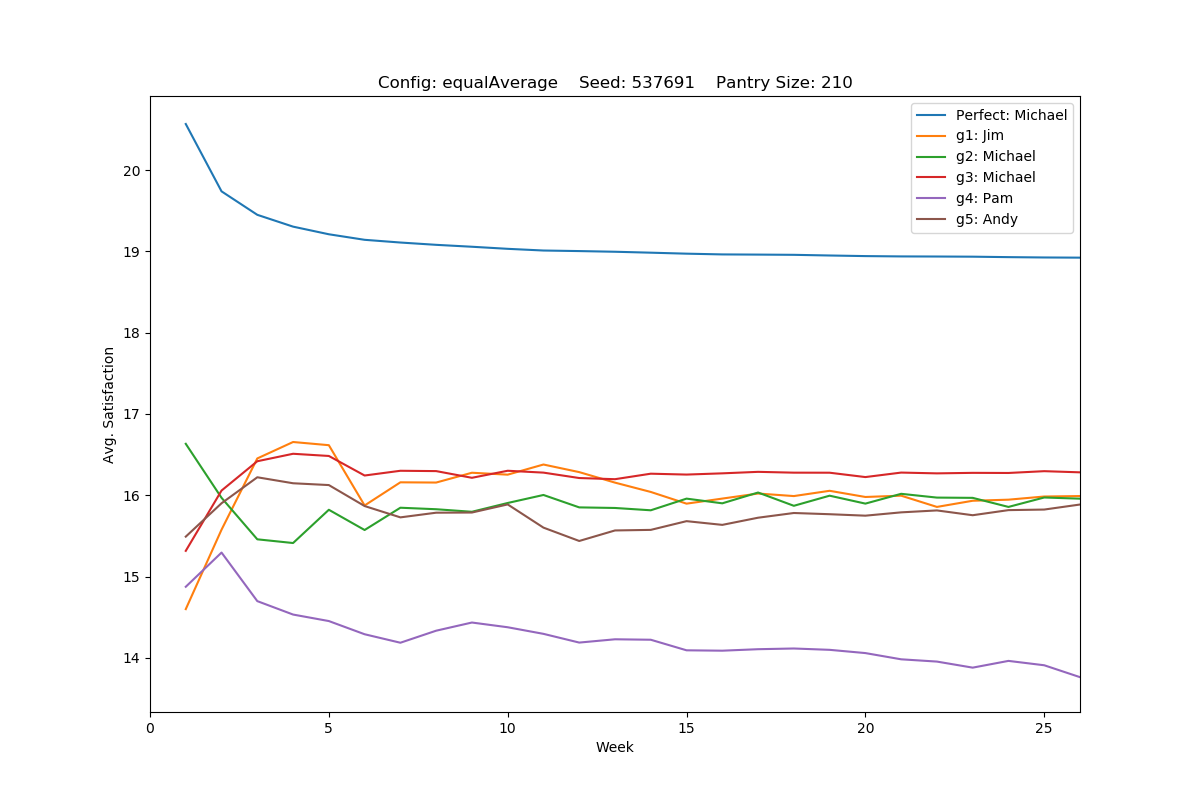 Config: equalAverage    Seed: 537691    Pantry Size: 210
Perfect: Michael
g1: Jim
g2: Michael
g3: Michael
g4: Pam
g5: Andy
20
19
18
17
16
15
14
Avg. Satisfaction
0 5 10 15 20 25
Week